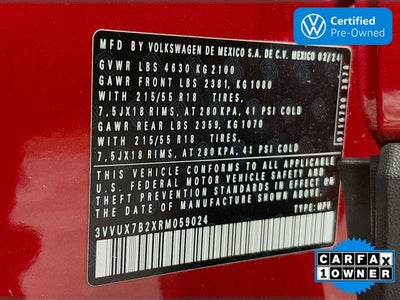 Certified
Pre-Owned
MFD BY VOLKSWAGEN DE MEXICO S.A. DE C.V. MEXICO 02/24
GVWR LBS 4630 KG 2100
GAWR FRONT LBS 2381, KG 1080
WITH 215/55 R18 TIRES,
7,5JX18 RIMS, AT 280 KPA, 41 PSI COLD
GAWR REAR LBS 2359, KG 1070
WITH 215/55 R18 TIRES,
7,5JX18 RIMS, AT 280 KPA, 41 PSI COLD
THIS VEHICLE CONFORMS TO ALL APPLICABLE
U.S. FEDERAL MOTOR VEHICLE SAFETY AND
THEFT PREVENTION STANDARDS IN EFFECT
ON THE DATE OF MANUFACTURE SHOWN ABOVE.
3VVUX7B2XRM059024 TYPE: MPV
CARFAX
1 OWNER